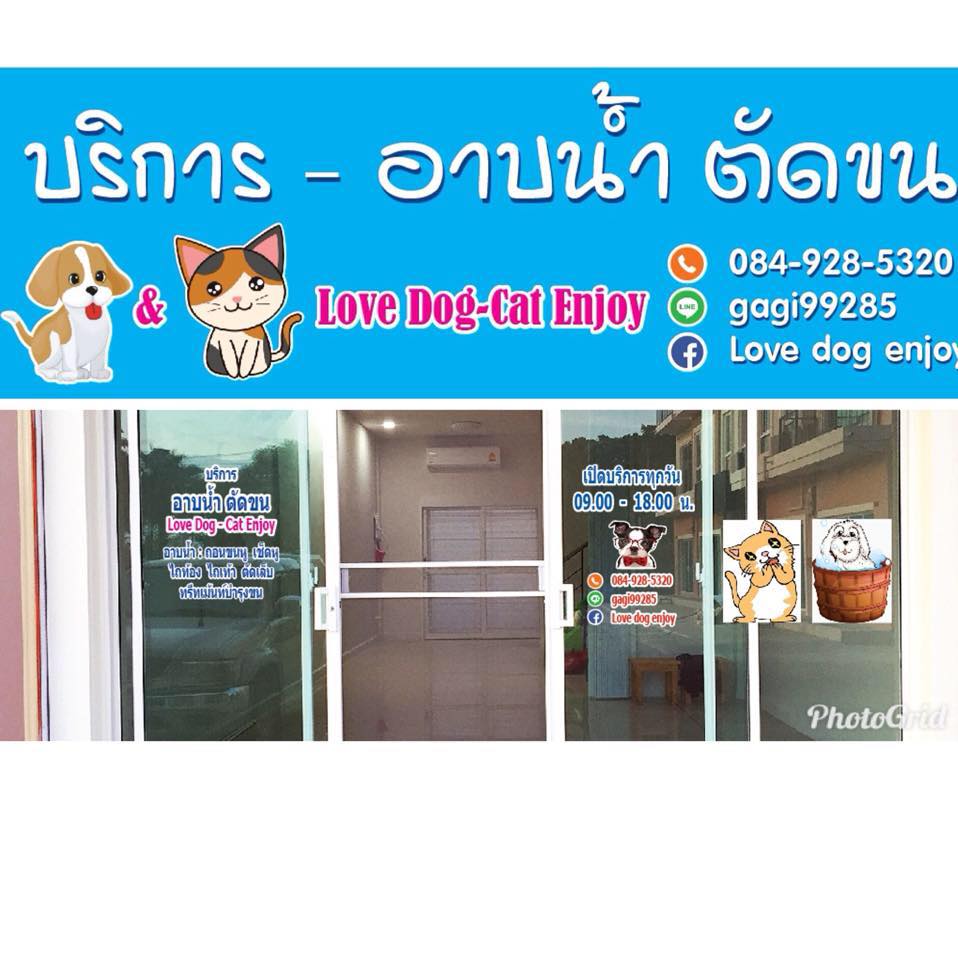 บริการ - อาบน้ำ ตัดขน
& Love Dog-Cat Enjoy
084-928-5320
LINE gagi99285
Love dog enjoy
บริการ
อาบน้ำ ตัดขน
Love Dog - Cat Enjoy
อาบน้ำ : ถอนขนหู เช็ดหู
ไถท้อง ไถเท้า ตัดเล็บ
ทรีทเม้นท์บำรุงขน
เปิดบริการทุกวัน
09.00 - 18.00 น.
084-928-5320
gagi99285
Love dog enjoy
PhotoGrid